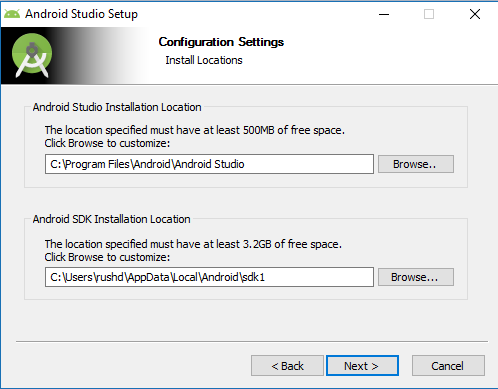 Android Studio Setup
Configuration Settings
Install Locations
Android Studio Installation Location
The location specified must have at least 500MB of free space.
Click Browse to customize:
C:\Program Files\Android\Android Studio
Browse..
Android SDK Installation Location
The location specified must have at least 3.2GB of free space.
Click Browse to customize:
C:\Users\rushd\AppData\Local\Android\sdk1
Browse...
< Back
Next >
Cancel